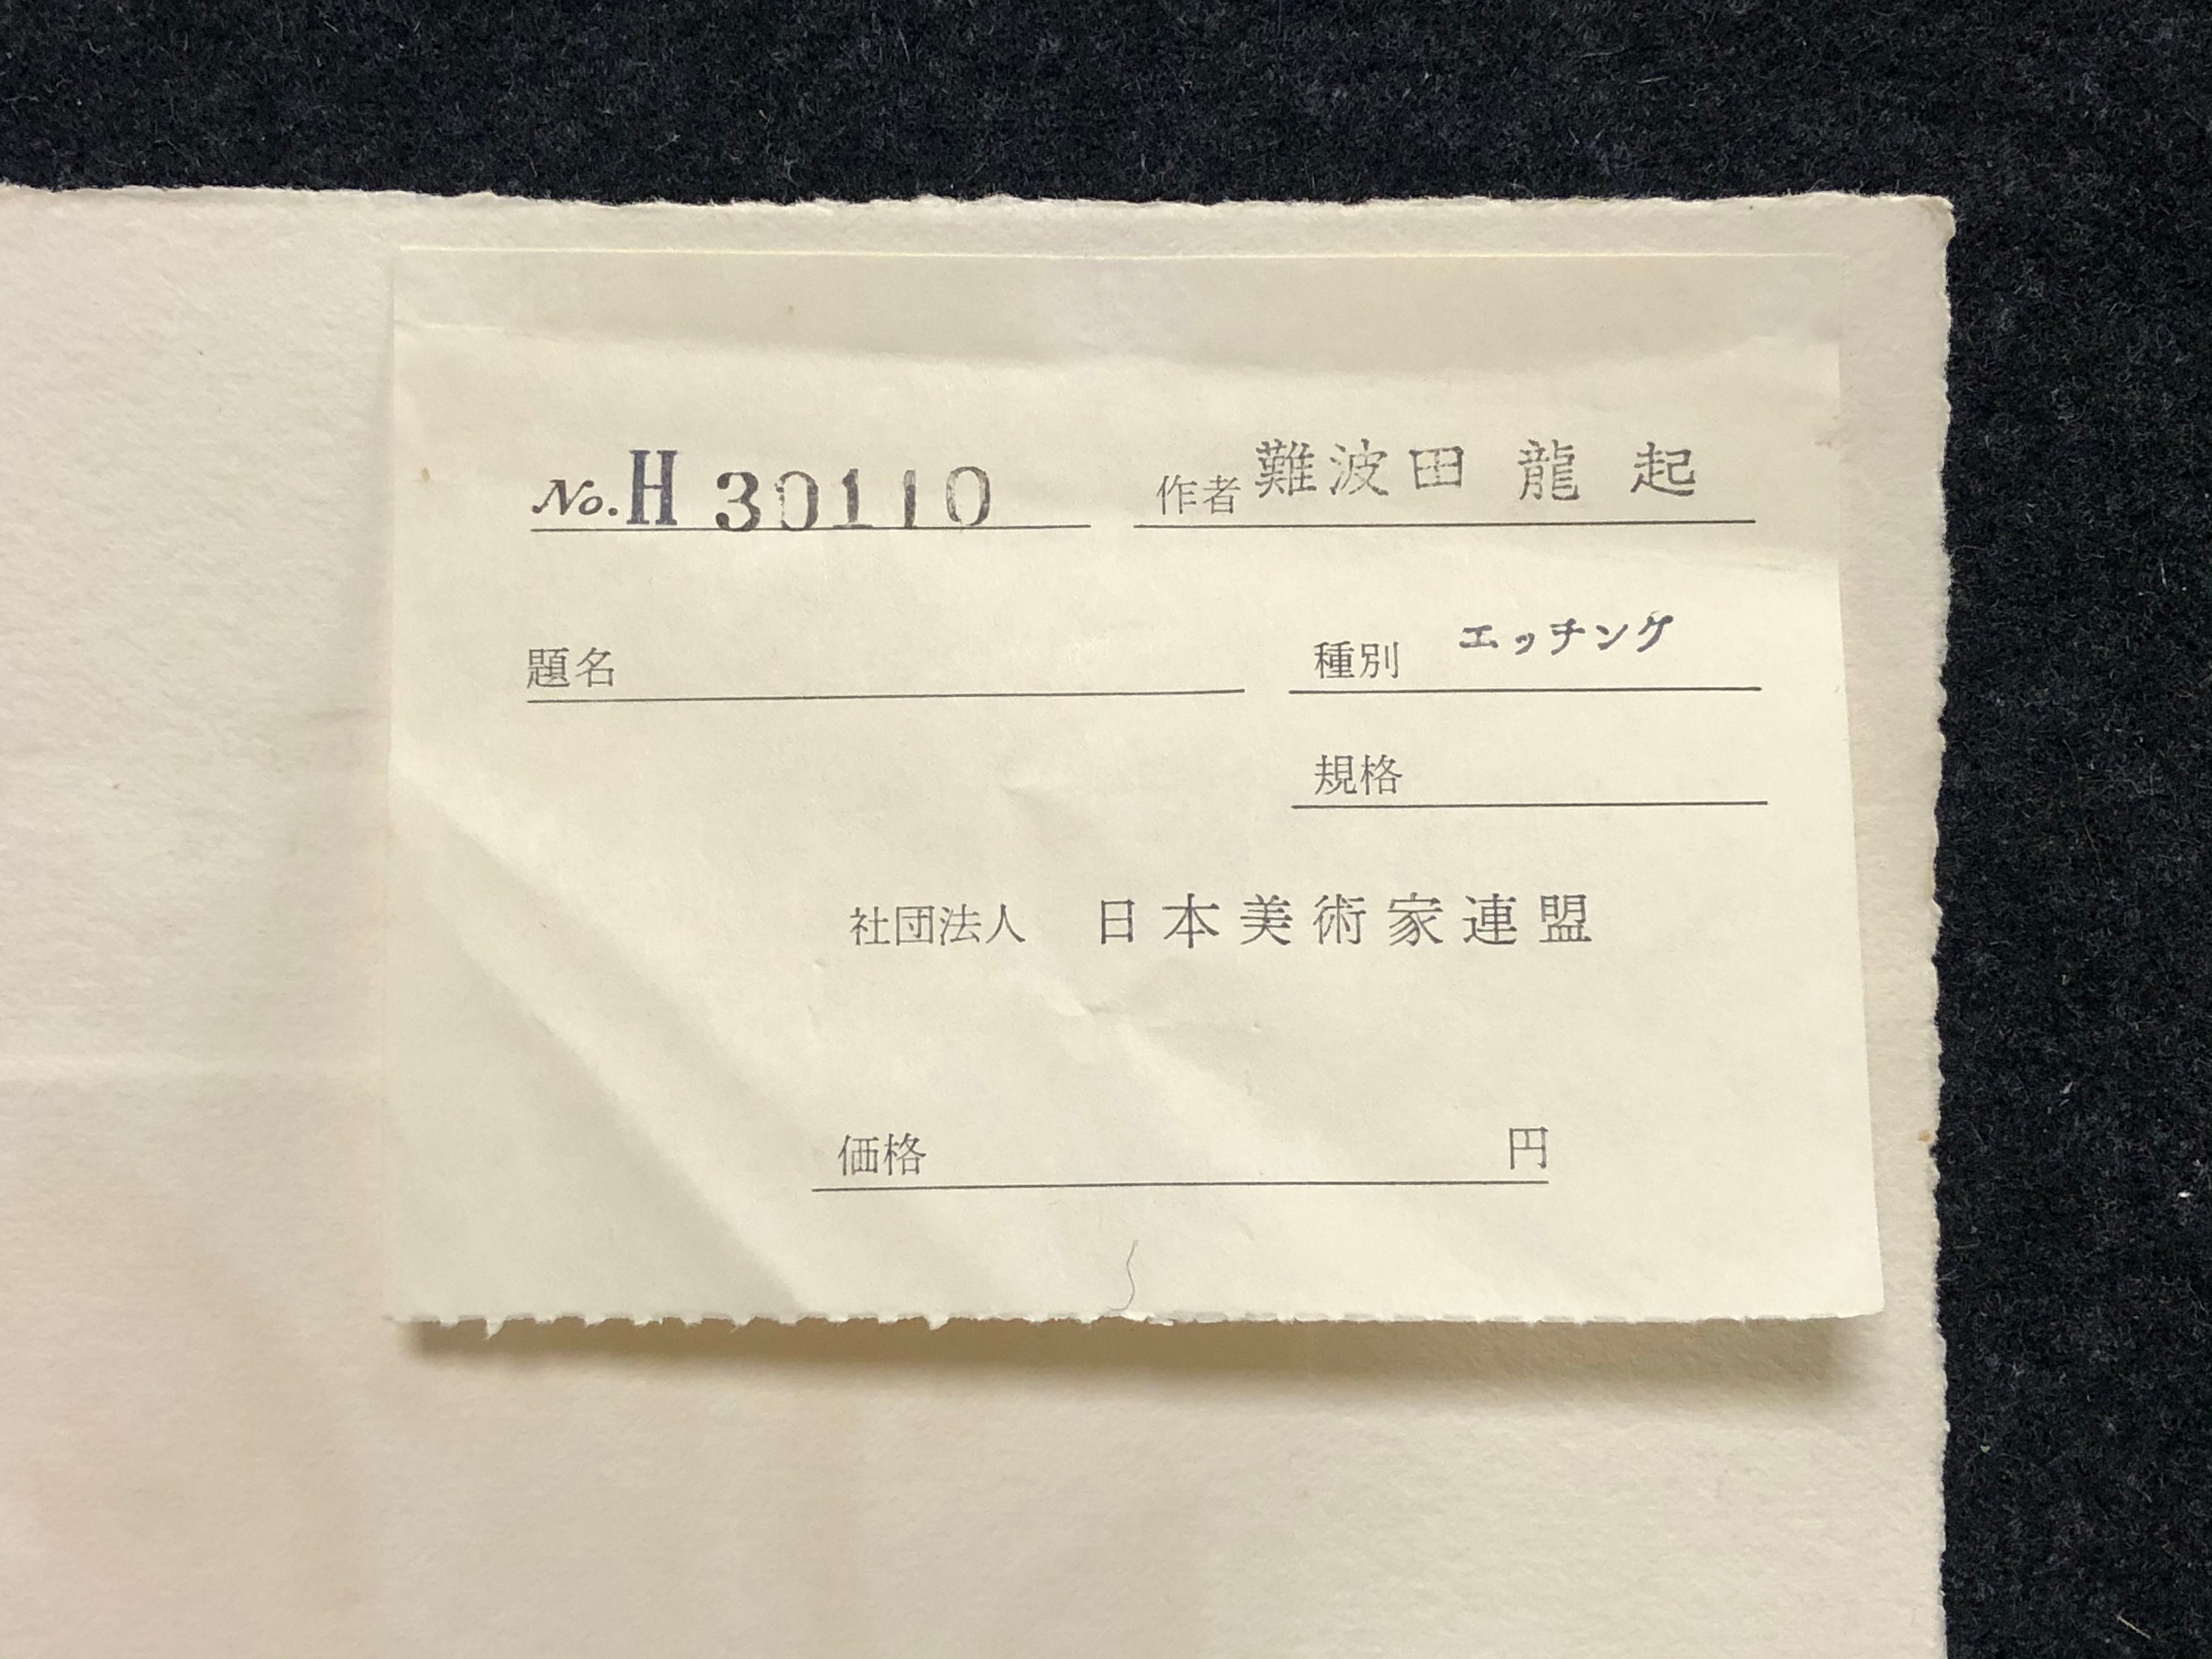 No. H 30110 作者 難波田 龍 起
題名 種別 エッチング
規格
社団法人 日本美術家連盟
価格 円